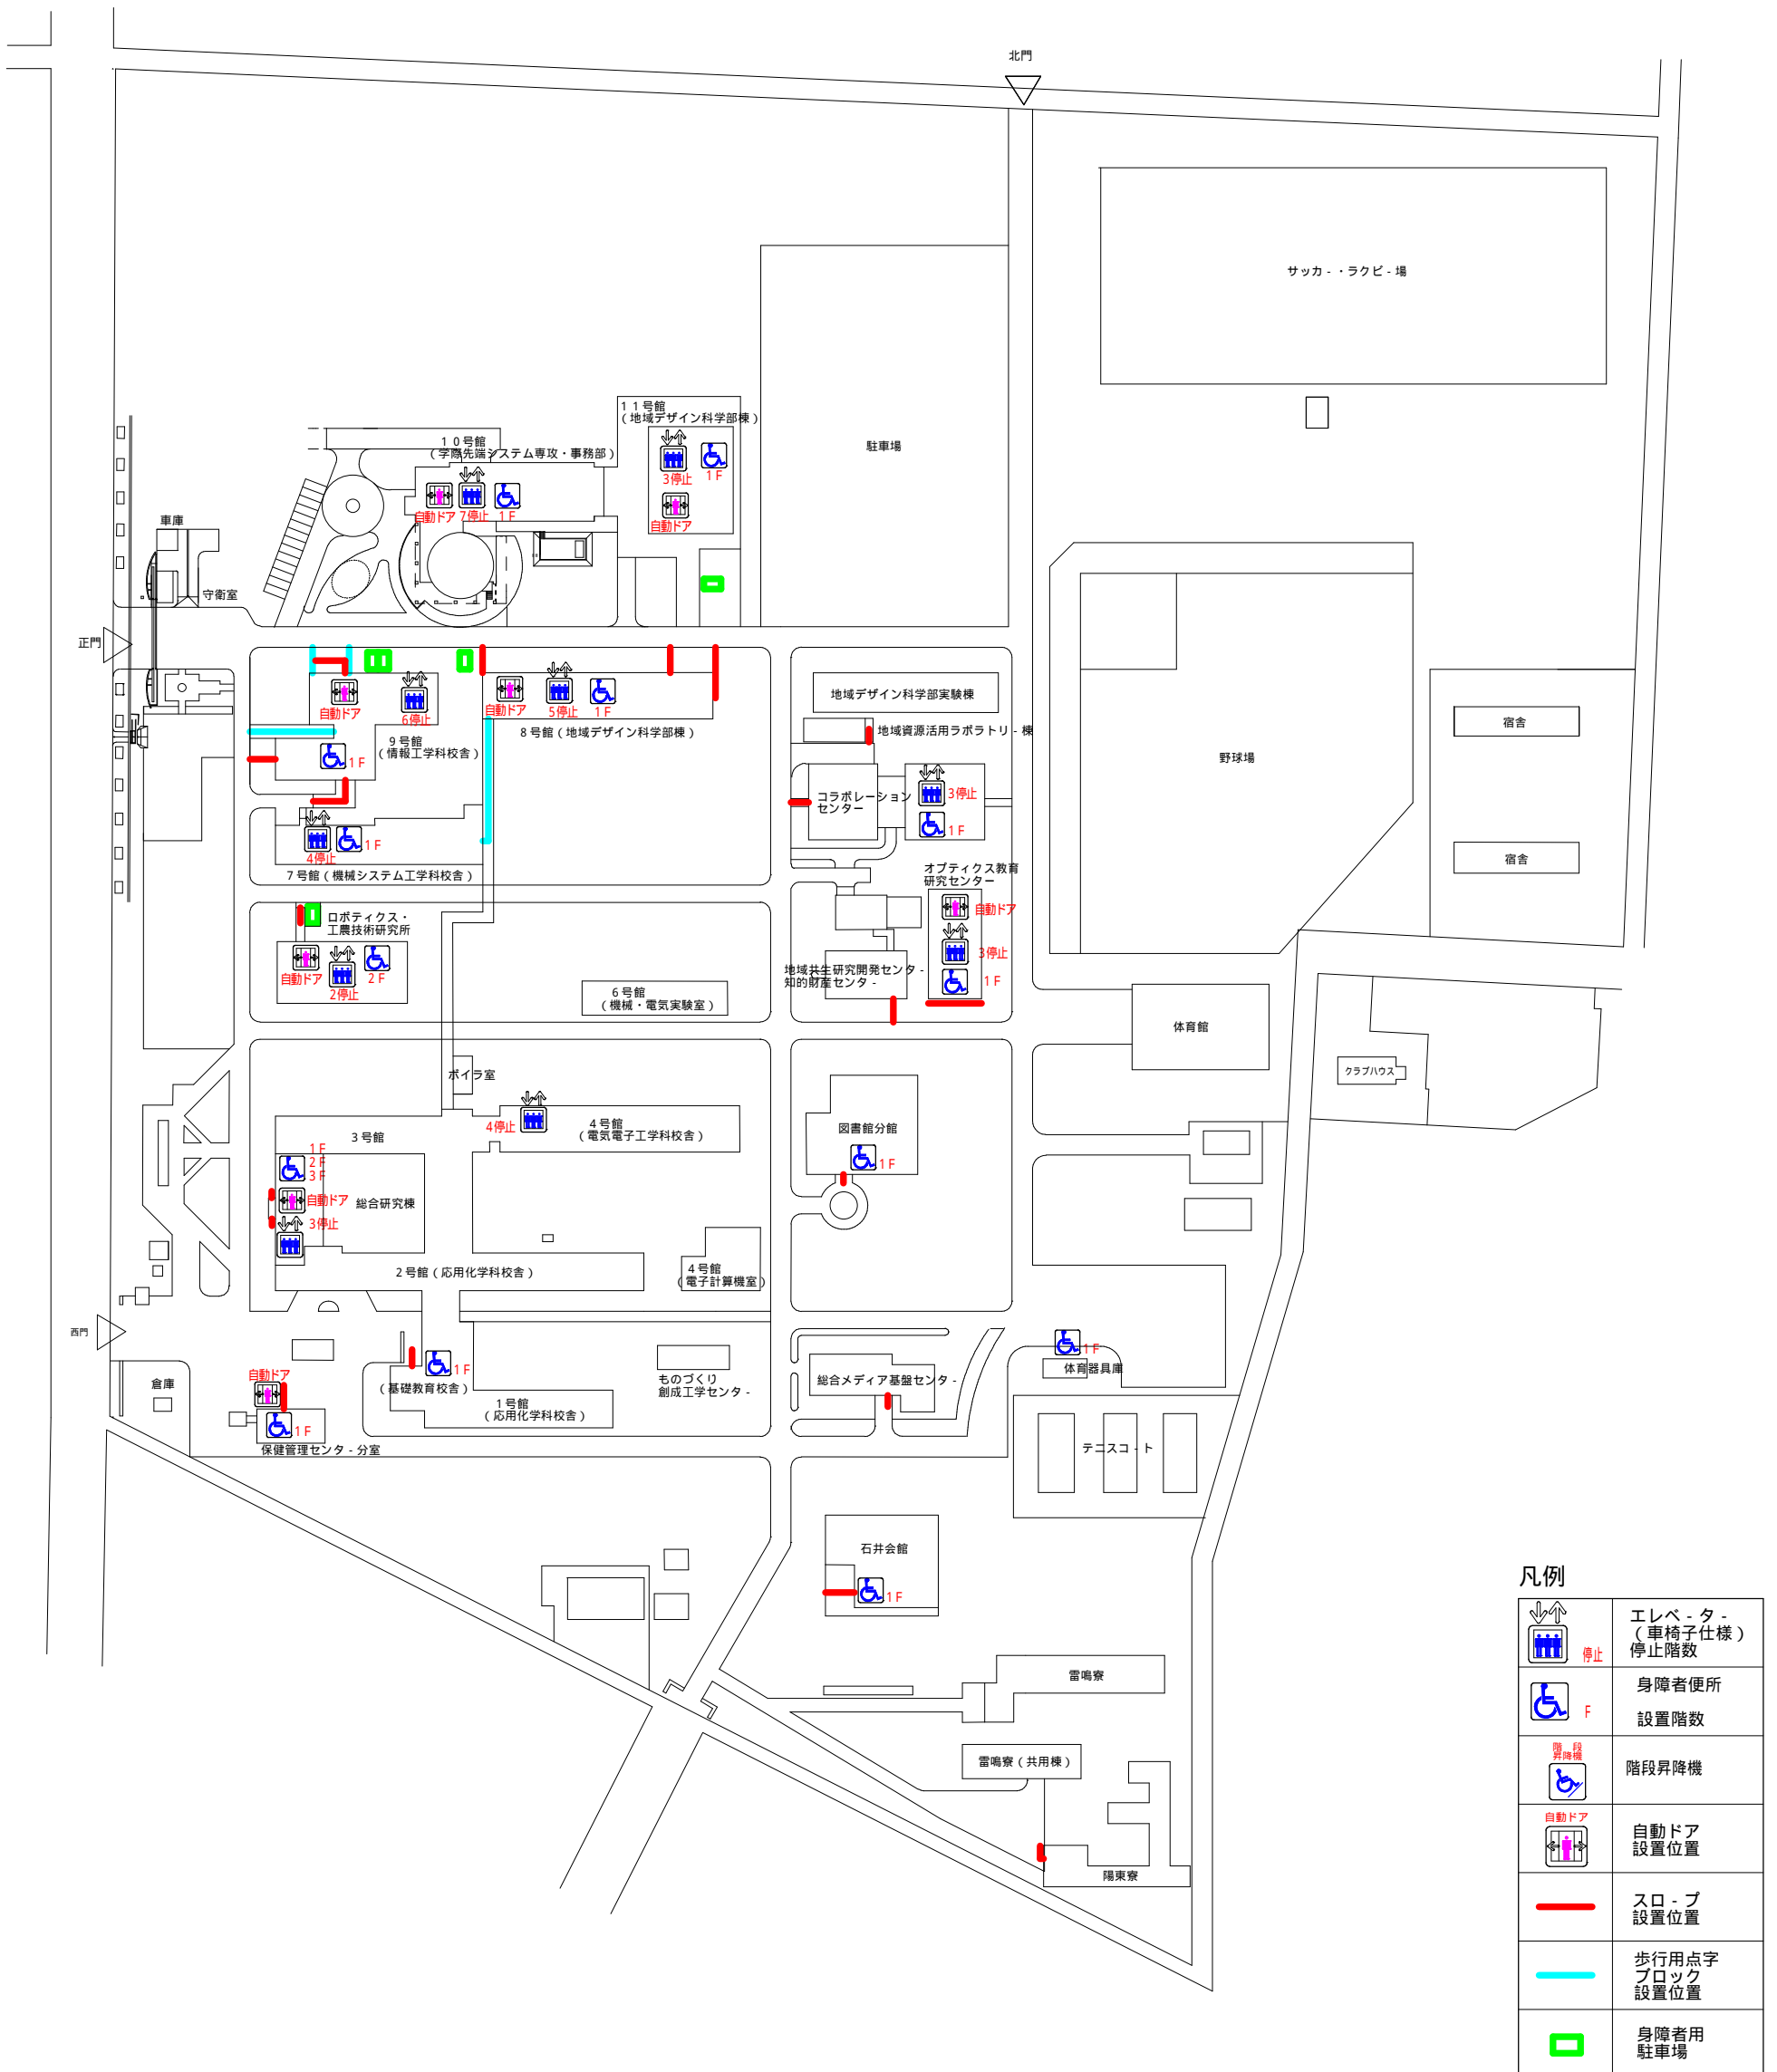 北門
サッカ-・ラクビ-場
駐車場
11号館
(地域デザイン科学部棟)
3停止
1F
自動ドア
10号館
(学際先端システム専攻・事務部)
自動ドア
7停止
1F
車庫
守衛室
正門
自動ドア
6停止
9号館
(情報工学科校舎)
1F
自動ドア
5停止
1F
8号館(地域デザイン科学部棟)
4停止
1F
7号館(機械システム工学科校舎)
地域デザイン科学部実験棟
地域資源活用ラボラトリ-棟
コラボレーション
センター
3停止
1F
野球場
宿舎
宿舎
オプティクス教育
研究センター
自動ドア
3停止
1F
地域共生研究開発センタ-
知的財産センタ-
ロボティクス・
工農技術研究所
自動ドア
2停止
2F
6号館
(機械・電気実験室)
体育館
クラブハウス
ボイラ室
4停止
4号館
(電気電子工学科校舎)
3号館
1F
2F
3F
自動ドア
3停止
総合研究棟
図書館分館
1F
2号館(応用化学科校舎)
4号館
(電子計算機室)
西門
倉庫
自動ドア
1F
保健管理センタ-分室
1F
(基礎教育校舎)
1号館
(応用化学科校舎)
ものづくり
創成工学センタ-
総合メディア基盤センタ-
1F
体育器具庫
テニスコ-ト
石井会館
1F
雷鳴寮
雷鳴寮(共用棟)
陽東寮
凡例
停止
エレベ-タ-
(車椅子仕様)
停止階数
F
身障者便所
設置階数
階 段
昇降機
階段昇降機
自動ドア
自動ドア
設置位置
スロ-プ
設置位置
歩行用点字
ブロック
設置位置
身障者用
駐車場